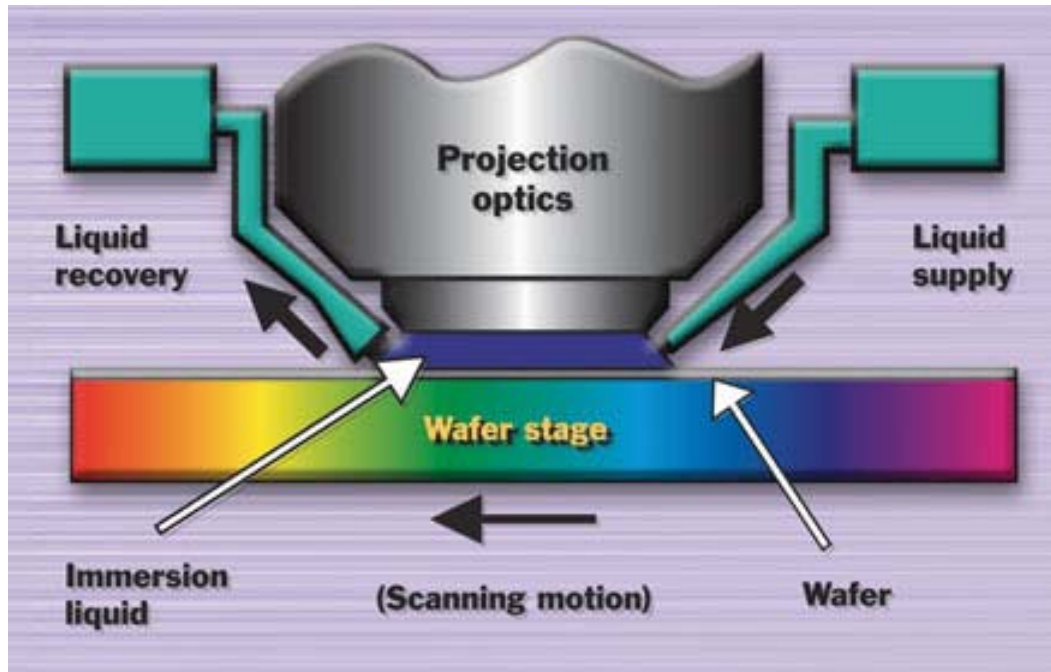 Projection
optics
Liquid
recovery
Liquid
supply
Wafer stage
Immersion
liquid
(Scanning motion)
Wafer